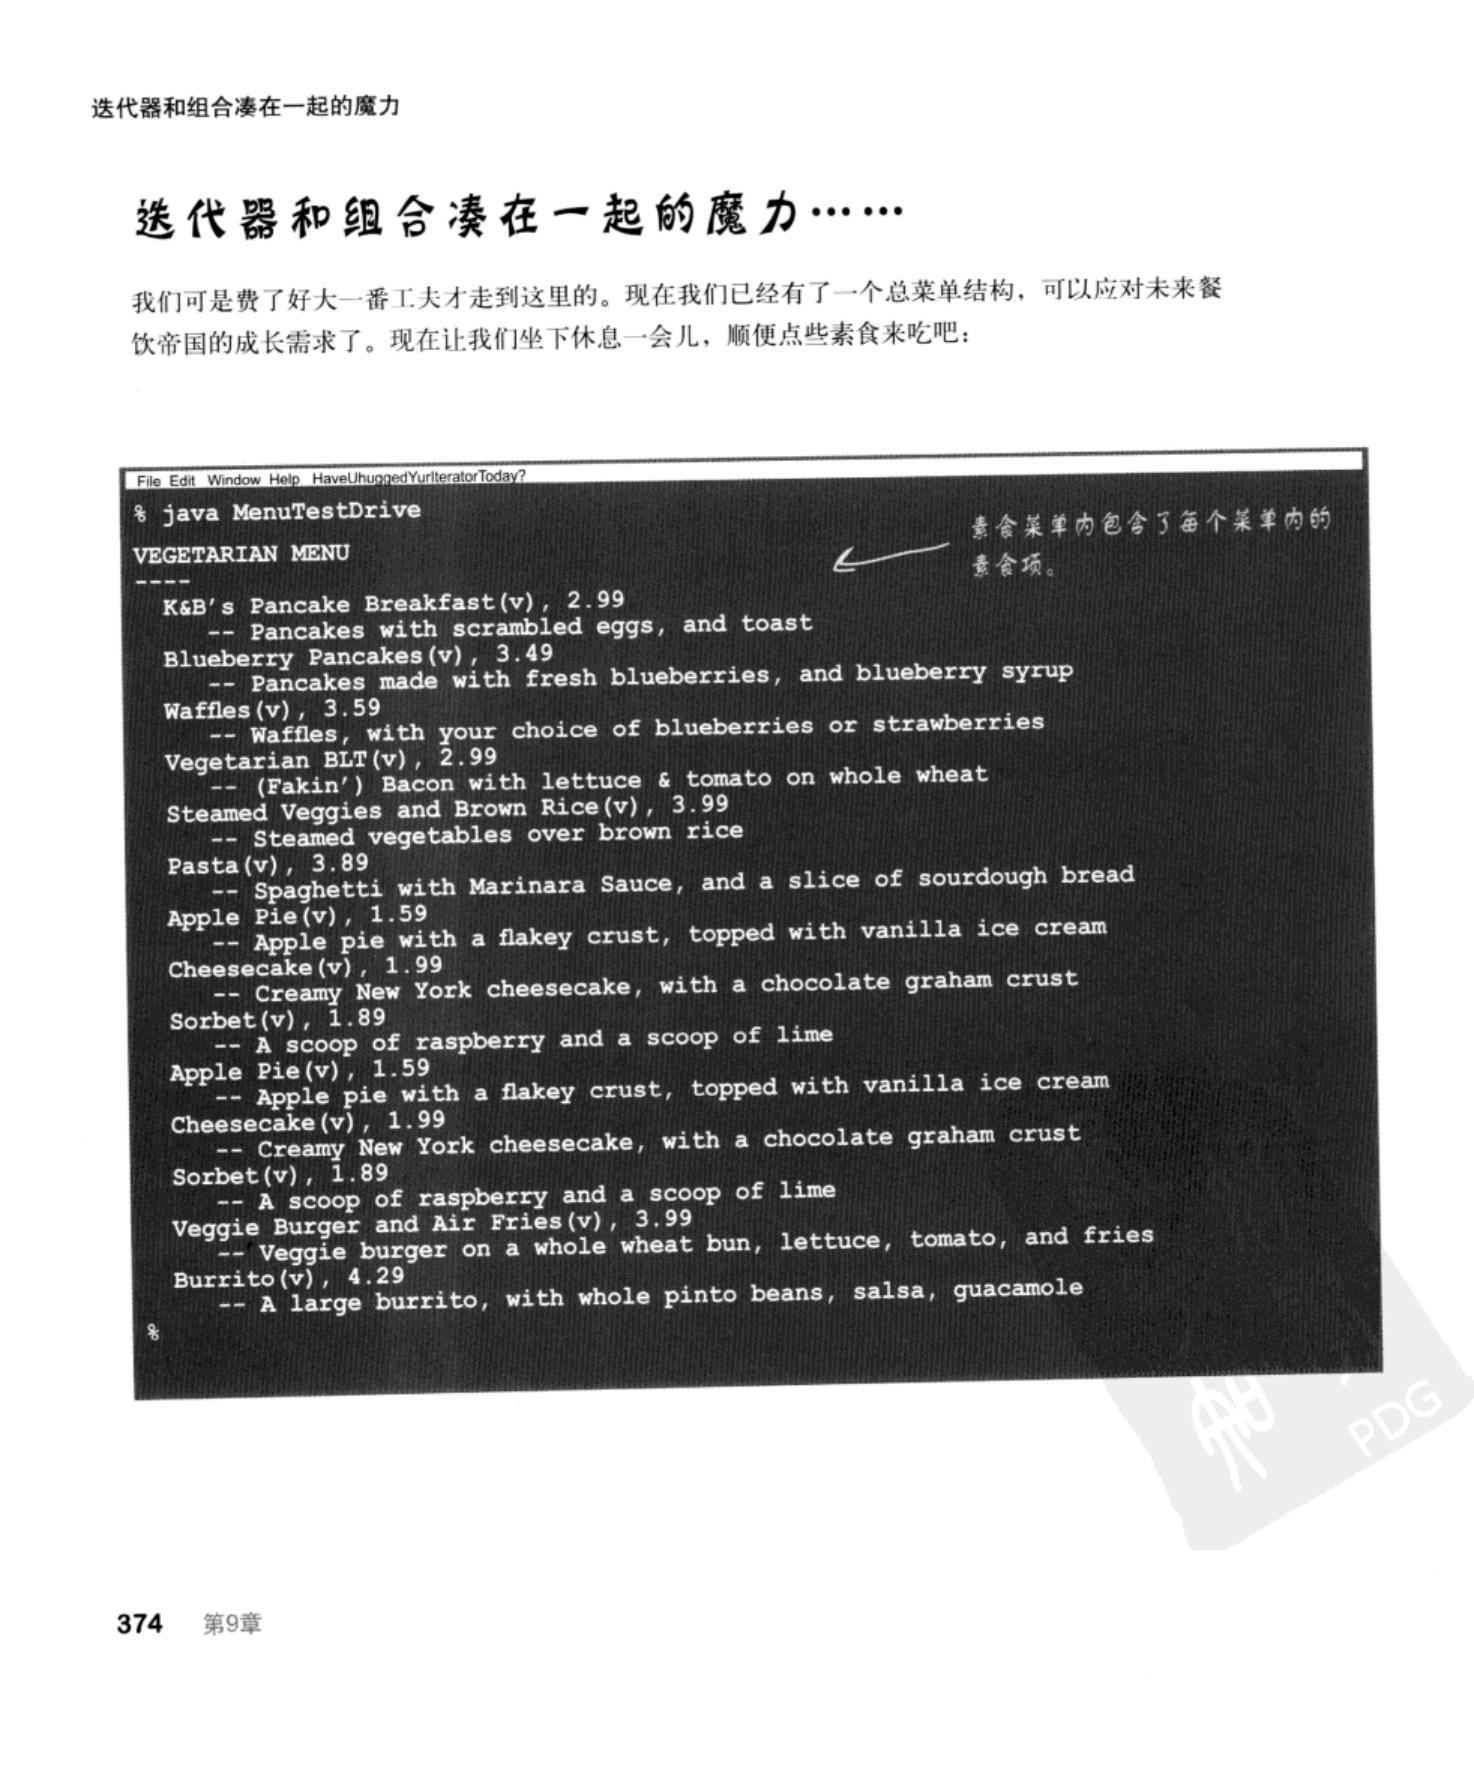 迭代器和组合凑在一起的魔力
迭代器和组合凑在一起的魔力……
我们可是费了好大一番工夫才走到这里的。现在我们已经有了一个总菜单结构，可以应对未来餐
饮帝国的成长需求了。现在让我们坐下休息一会儿，顺便点些素食来吃吧：
File Edit Window Help HaveUhuggedYurIteratorToday?
% java MenuTestDrive
素食菜单内包含了每个菜单内的
素食项。
VEGETARIAN MENU
----
K&B's Pancake Breakfast(v), 2.99
-- Pancakes with scrambled eggs, and toast
Blueberry Pancakes(v), 3.49
-- Pancakes made with fresh blueberries, and blueberry syrup
Waffles(v), 3.59
-- Waffles, with your choice of blueberries or strawberries
Vegetarian BLT(v), 2.99
-- (Fakin') Bacon with lettuce & tomato on whole wheat
Steamed Veggies and Brown Rice(v), 3.99
-- Steamed vegetables over brown rice
Pasta(v), 3.89
-- Spaghetti with Marinara Sauce, and a slice of sourdough bread
Apple Pie(v), 1.59
-- Apple pie with a flakey crust, topped with vanilla ice cream
Cheesecake(v), 1.99
-- Creamy New York cheesecake, with a chocolate graham crust
Sorbet(v), 1.89
-- A scoop of raspberry and a scoop of lime
Apple Pie(v), 1.59
-- Apple pie with a flakey crust, topped with vanilla ice cream
Cheesecake(v), 1.99
-- Creamy New York cheesecake, with a chocolate graham crust
Sorbet(v), 1.89
-- A scoop of raspberry and a scoop of lime
Veggie Burger and Air Fries(v), 3.99
-- Veggie burger on a whole wheat bun, lettuce, tomato, and fries
Burrito(v), 4.29
-- A large burrito, with whole pinto beans, salsa, guacamole
%
PDG
374 第9章